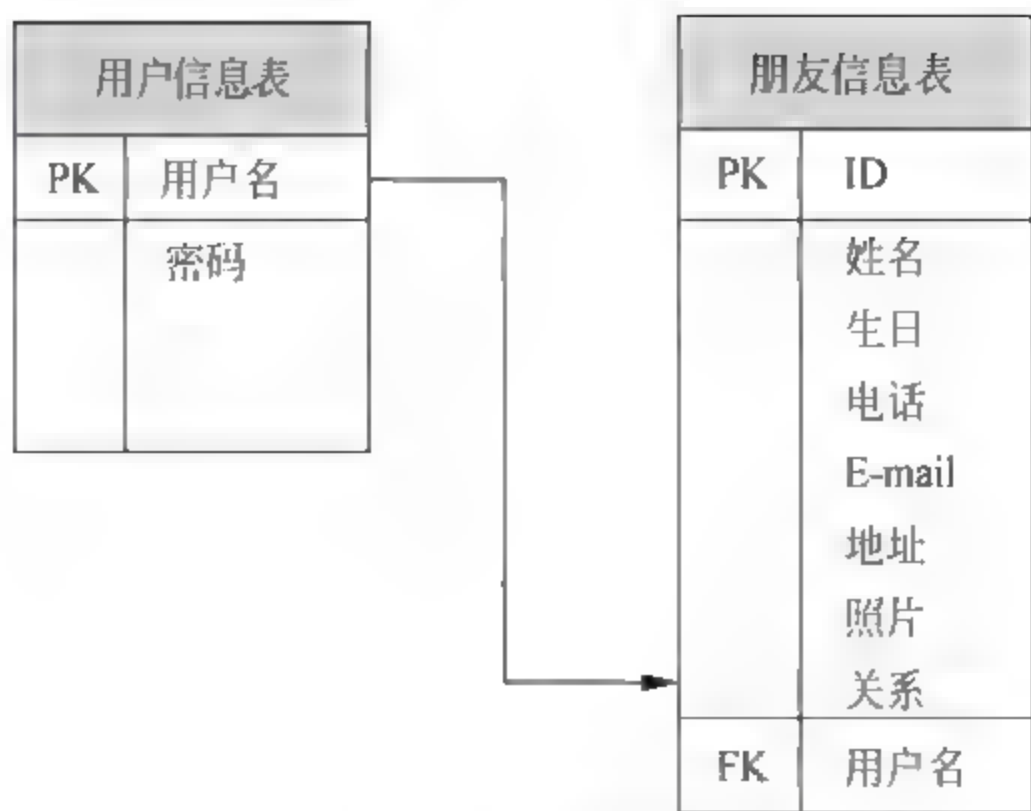 用户信息表
PK 用户名
密码
朋友信息表
PK ID
姓名
生日
电话
E-mail
地址
照片
关系
FK 用户名